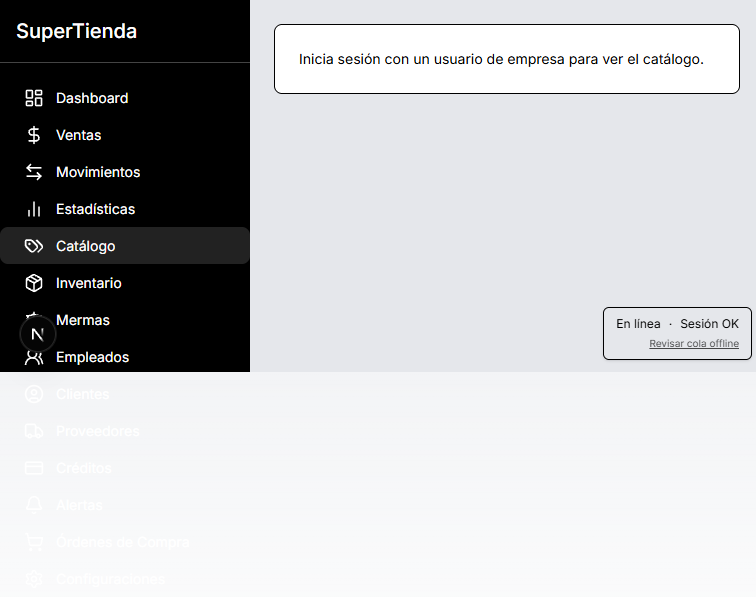 SuperTienda
Dashboard
Ventas
Movimientos
Estadísticas
Catálogo
Inventario
Mermas
Empleados
Clientes
Proveedores
Créditos
Alertas
Órdenes de Compra
Configuraciones
Inicia sesión con un usuario de empresa para ver el catálogo.
En línea · Sesión OK
Revisar cola offline
N